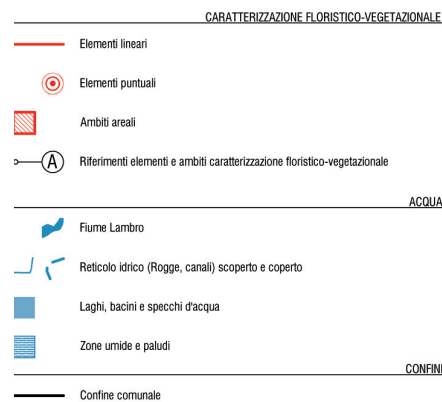 CARATTERIZZAZIONE FLORISTICO-VEGETAZIONALE
Elementi lineari
Elementi puntuali
Ambiti areali
A Riferimenti elementi e ambiti caratterizzazione floristico-vegetazionale
ACQUA
Fiume Lambro
Reticolo idrico (Rogge, canali) scoperto e coperto
Laghi, bacini e specchi d'acqua
Zone umide e paludi
CONFINI
Confine comunale